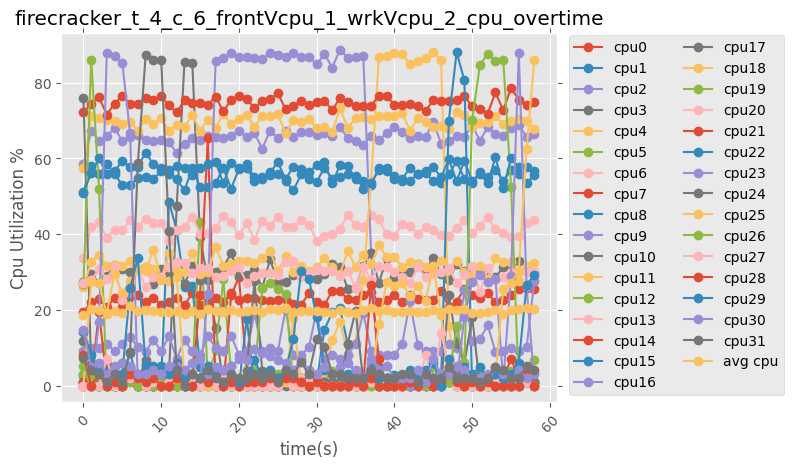 firecracker_t_4_c_6_frontVcpu_1_wrkVcpu_2_cpu_overtime
Cpu Utilization %
80
60
40
20
0
0
10
20
30
40
50
60
time(s)
cpu0
cpu1
cpu2
cpu3
cpu4
cpu5
cpu6
cpu7
cpu8
cpu9
cpu10
cpu11
cpu12
cpu13
cpu14
cpu15
cpu16
cpu17
cpu18
cpu19
cpu20
cpu21
cpu22
cpu23
cpu24
cpu25
cpu26
cpu27
cpu28
cpu29
cpu30
cpu31
avg cpu